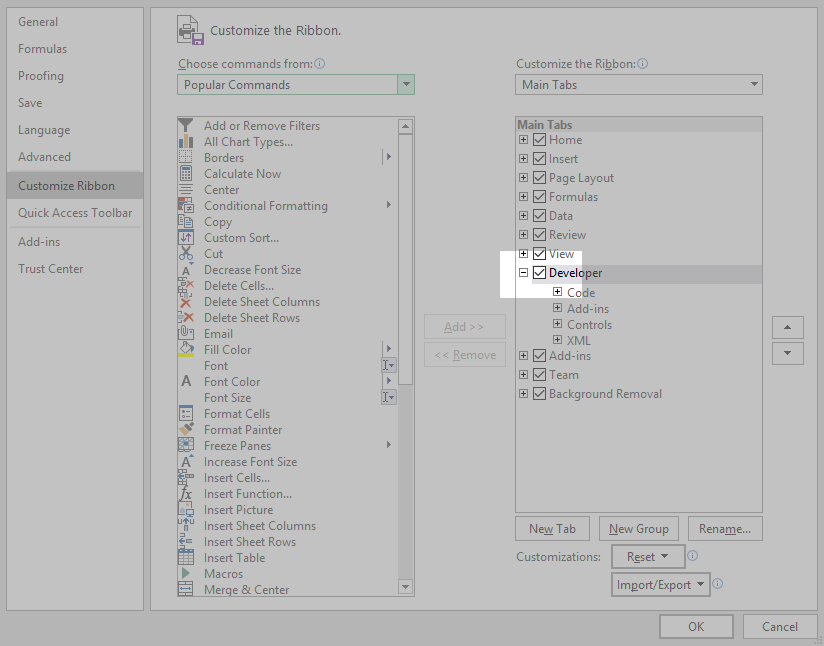 General
Formulas
Proofing
Save
Language
Advanced
Customize Ribbon
Quick Access Toolbar
Add-ins
Trust Center
Customize the Ribbon.
Choose commands from:
Popular Commands
Add or Remove Filters
All Chart Types...
Borders
Calculate Now
Center
Conditional Formatting
Copy
Custom Sort...
Cut
Decrease Font Size
Delete Cells...
Delete Sheet Columns
Delete Sheet Rows
Email
Fill Color
Font
Font Color
Font Size
Format Cells
Format Painter
Freeze Panes
Increase Font Size
Insert Cells...
Insert Function...
Insert Picture
Insert Sheet Columns
Insert Sheet Rows
Insert Table
Macros
Merge & Center
Add >>
<< Remove
Customize the Ribbon:
Main Tabs
Main Tabs
Home
Insert
Page Layout
Formulas
Data
Review
View
Developer
Code
Add-ins
Controls
XML
Add-ins
Team
Background Removal
New Tab
New Group
Rename...
Customizations:
Reset
Import/Export
OK
Cancel